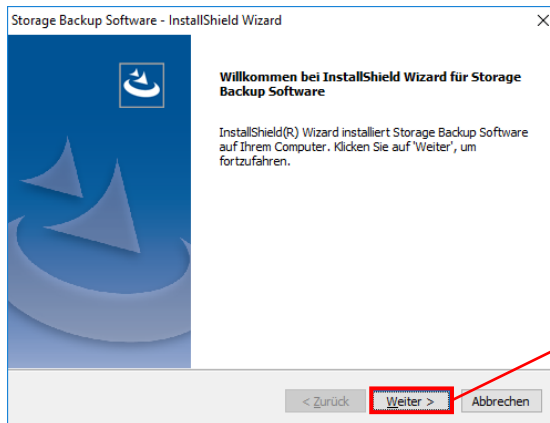 Storage Backup Software - InstallShield Wizard
Willkommen bei InstallShield Wizard für Storage
Backup Software
InstallShield(R) Wizard installiert Storage Backup Software
auf Ihrem Computer. Klicken Sie auf 'Weiter', um
fortzufahren.
< Zurück Weiter > Abbrechen